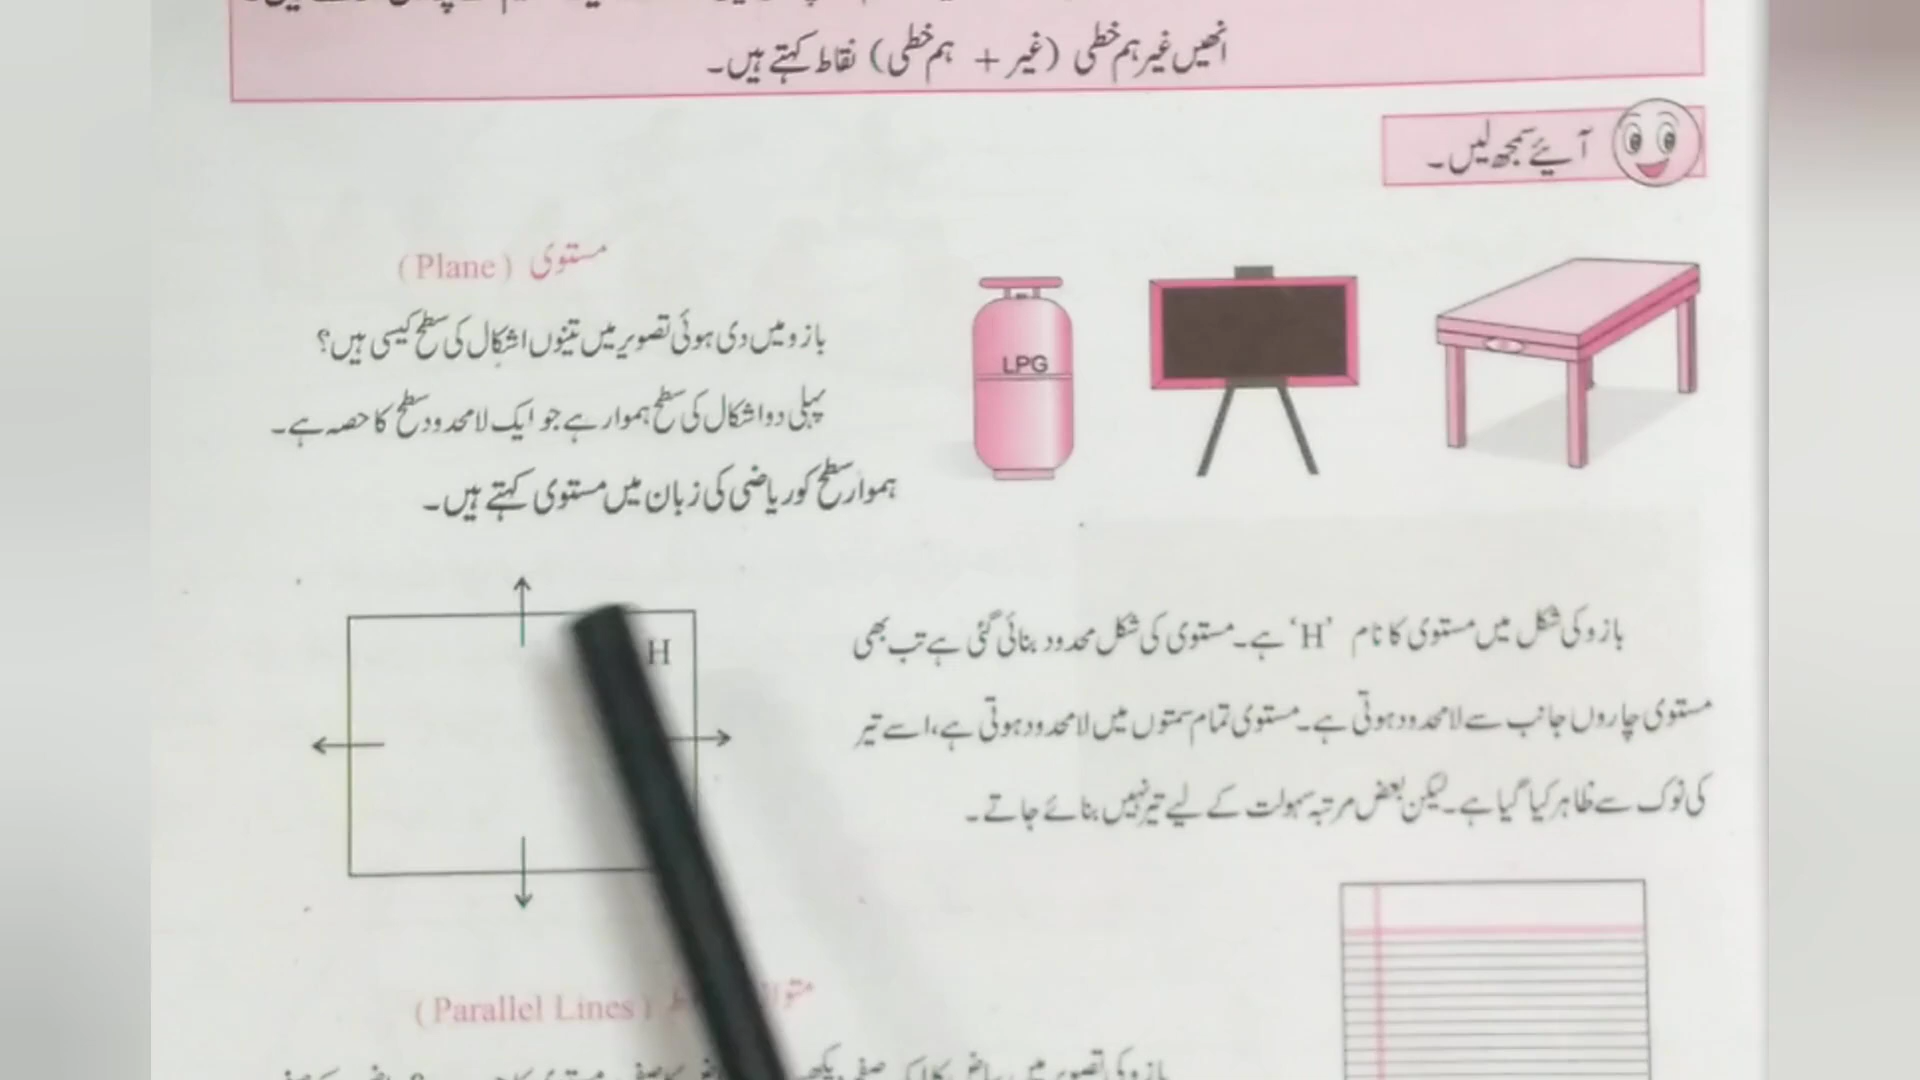 انھیں غیر ہم خطی (غیر + ہم خطی) نقاط کہتے ہیں۔
آیئے سمجھ لیں۔
مستوی (Plane)
بازو میں دی ہوئی تصویر میں تینوں اشکال کی سطح کیسی ہیں؟
پہلی دو اشکال کی سطح ہموار ہے جو ایک لامحدود سطح کا حصہ ہے۔
ہموار سطح کو ریاضی کی زبان میں مستوی کہتے ہیں۔
LPG
H
بازو کی شکل میں مستوی کا نام 'H' ہے۔ مستوی کی شکل محدود بنائی گئی ہے تب بھی
مستوی چاروں جانب سے لامحدود ہوتی ہے۔ مستوی تمام سمتوں میں لامحدود ہوتی ہے، اسے تیر
کی نوک سے ظاہر کیا گیا ہے۔ لیکن بعض مرتبہ سہولت کے لیے تیر نہیں بنائے جاتے۔
(Parallel Lines)
بازو کی تصویر میں